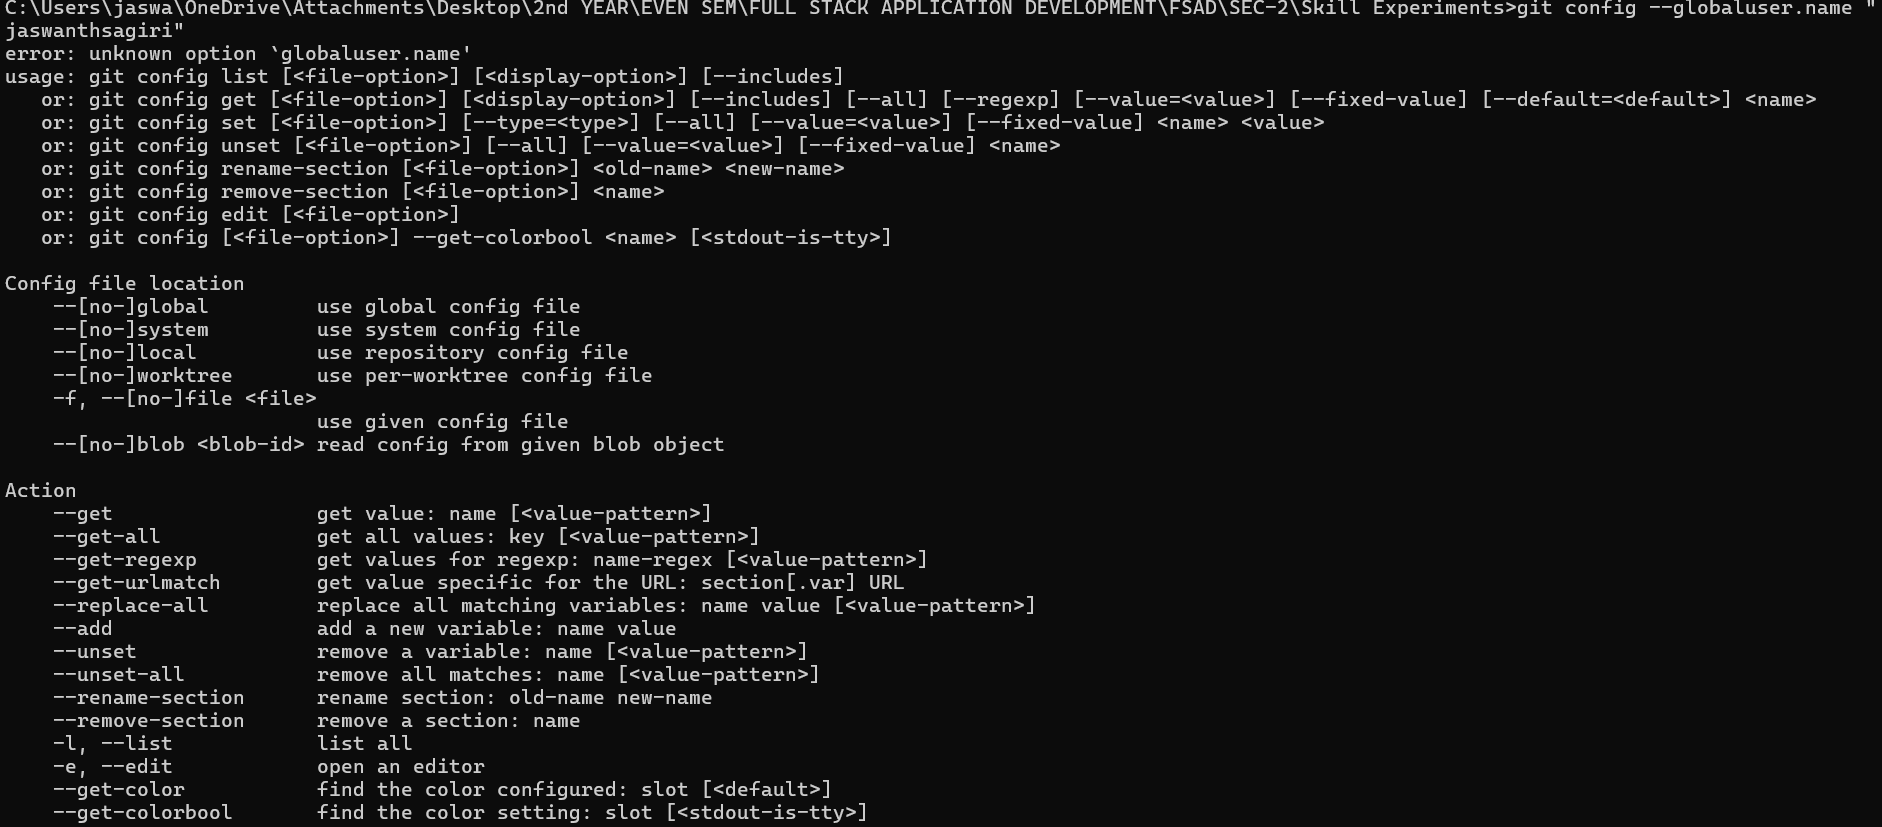 C:\Users\jaswa\OneDrive\Attachments\Desktop\2nd YEAR\EVEN SEM\FULL STACK APPLICATION DEVELOPMENT\FSAD\SEC-2\Skill Experiments>git config --globaluser.name "
jaswanthsagiri"
error: unknown option `globaluser.name'
usage: git config list [<file-option>] [<display-option>] [--includes]
   or: git config get [<file-option>] [<display-option>] [--includes] [--all] [--regexp] [--value=<value>] [--fixed-value] [--default=<default>] <name>
   or: git config set [<file-option>] [--type=<type>] [--all] [--value=<value>] [--fixed-value] <name> <value>
   or: git config unset [<file-option>] [--all] [--value=<value>] [--fixed-value] <name>
   or: git config rename-section [<file-option>] <old-name> <new-name>
   or: git config remove-section [<file-option>] <name>
   or: git config edit [<file-option>]
   or: git config [<file-option>] --get-colorbool <name> [<stdout-is-tty>]

Config file location
    --[no-]global         use global config file
    --[no-]system         use system config file
    --[no-]local          use repository config file
    --[no-]worktree       use per-worktree config file
    -f, --[no-]file <file>
                          use given config file
    --[no-]blob <blob-id> read config from given blob object

Action
    --get                 get value: name [<value-pattern>]
    --get-all             get all values: key [<value-pattern>]
    --get-regexp          get values for regexp: name-regex [<value-pattern>]
    --get-urlmatch        get value specific for the URL: section[.var] URL
    --replace-all         replace all matching variables: name value [<value-pattern>]
    --add                 add a new variable: name value
    --unset               remove a variable: name [<value-pattern>]
    --unset-all           remove all matches: name [<value-pattern>]
    --rename-section      rename section: old-name new-name
    --remove-section      remove a section: name
    -l, --list            list all
    -e, --edit            open an editor
    --get-color           find the color configured: slot [<default>]
    --get-colorbool       find the color setting: slot [<stdout-is-tty>]